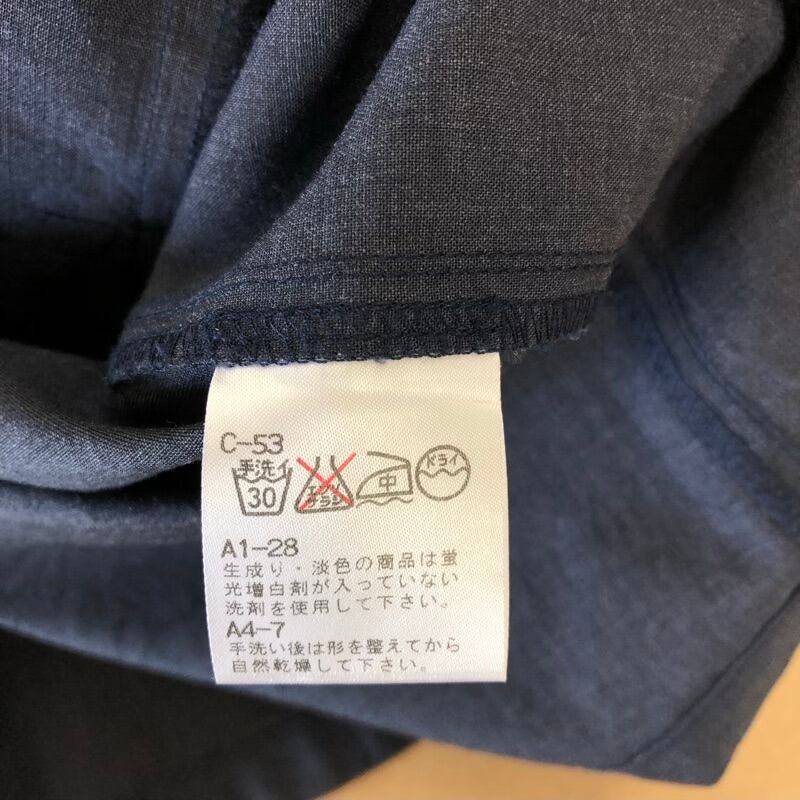 C-53
手洗イ
30
エンソ
サラシ
中
ドライ
A1-28
生成り・淡色の商品は蛍
光増白剤が入っていない
洗剤を使用して下さい。
A4-7
手洗い後は形を整えてから
自然乾燥して下さい。